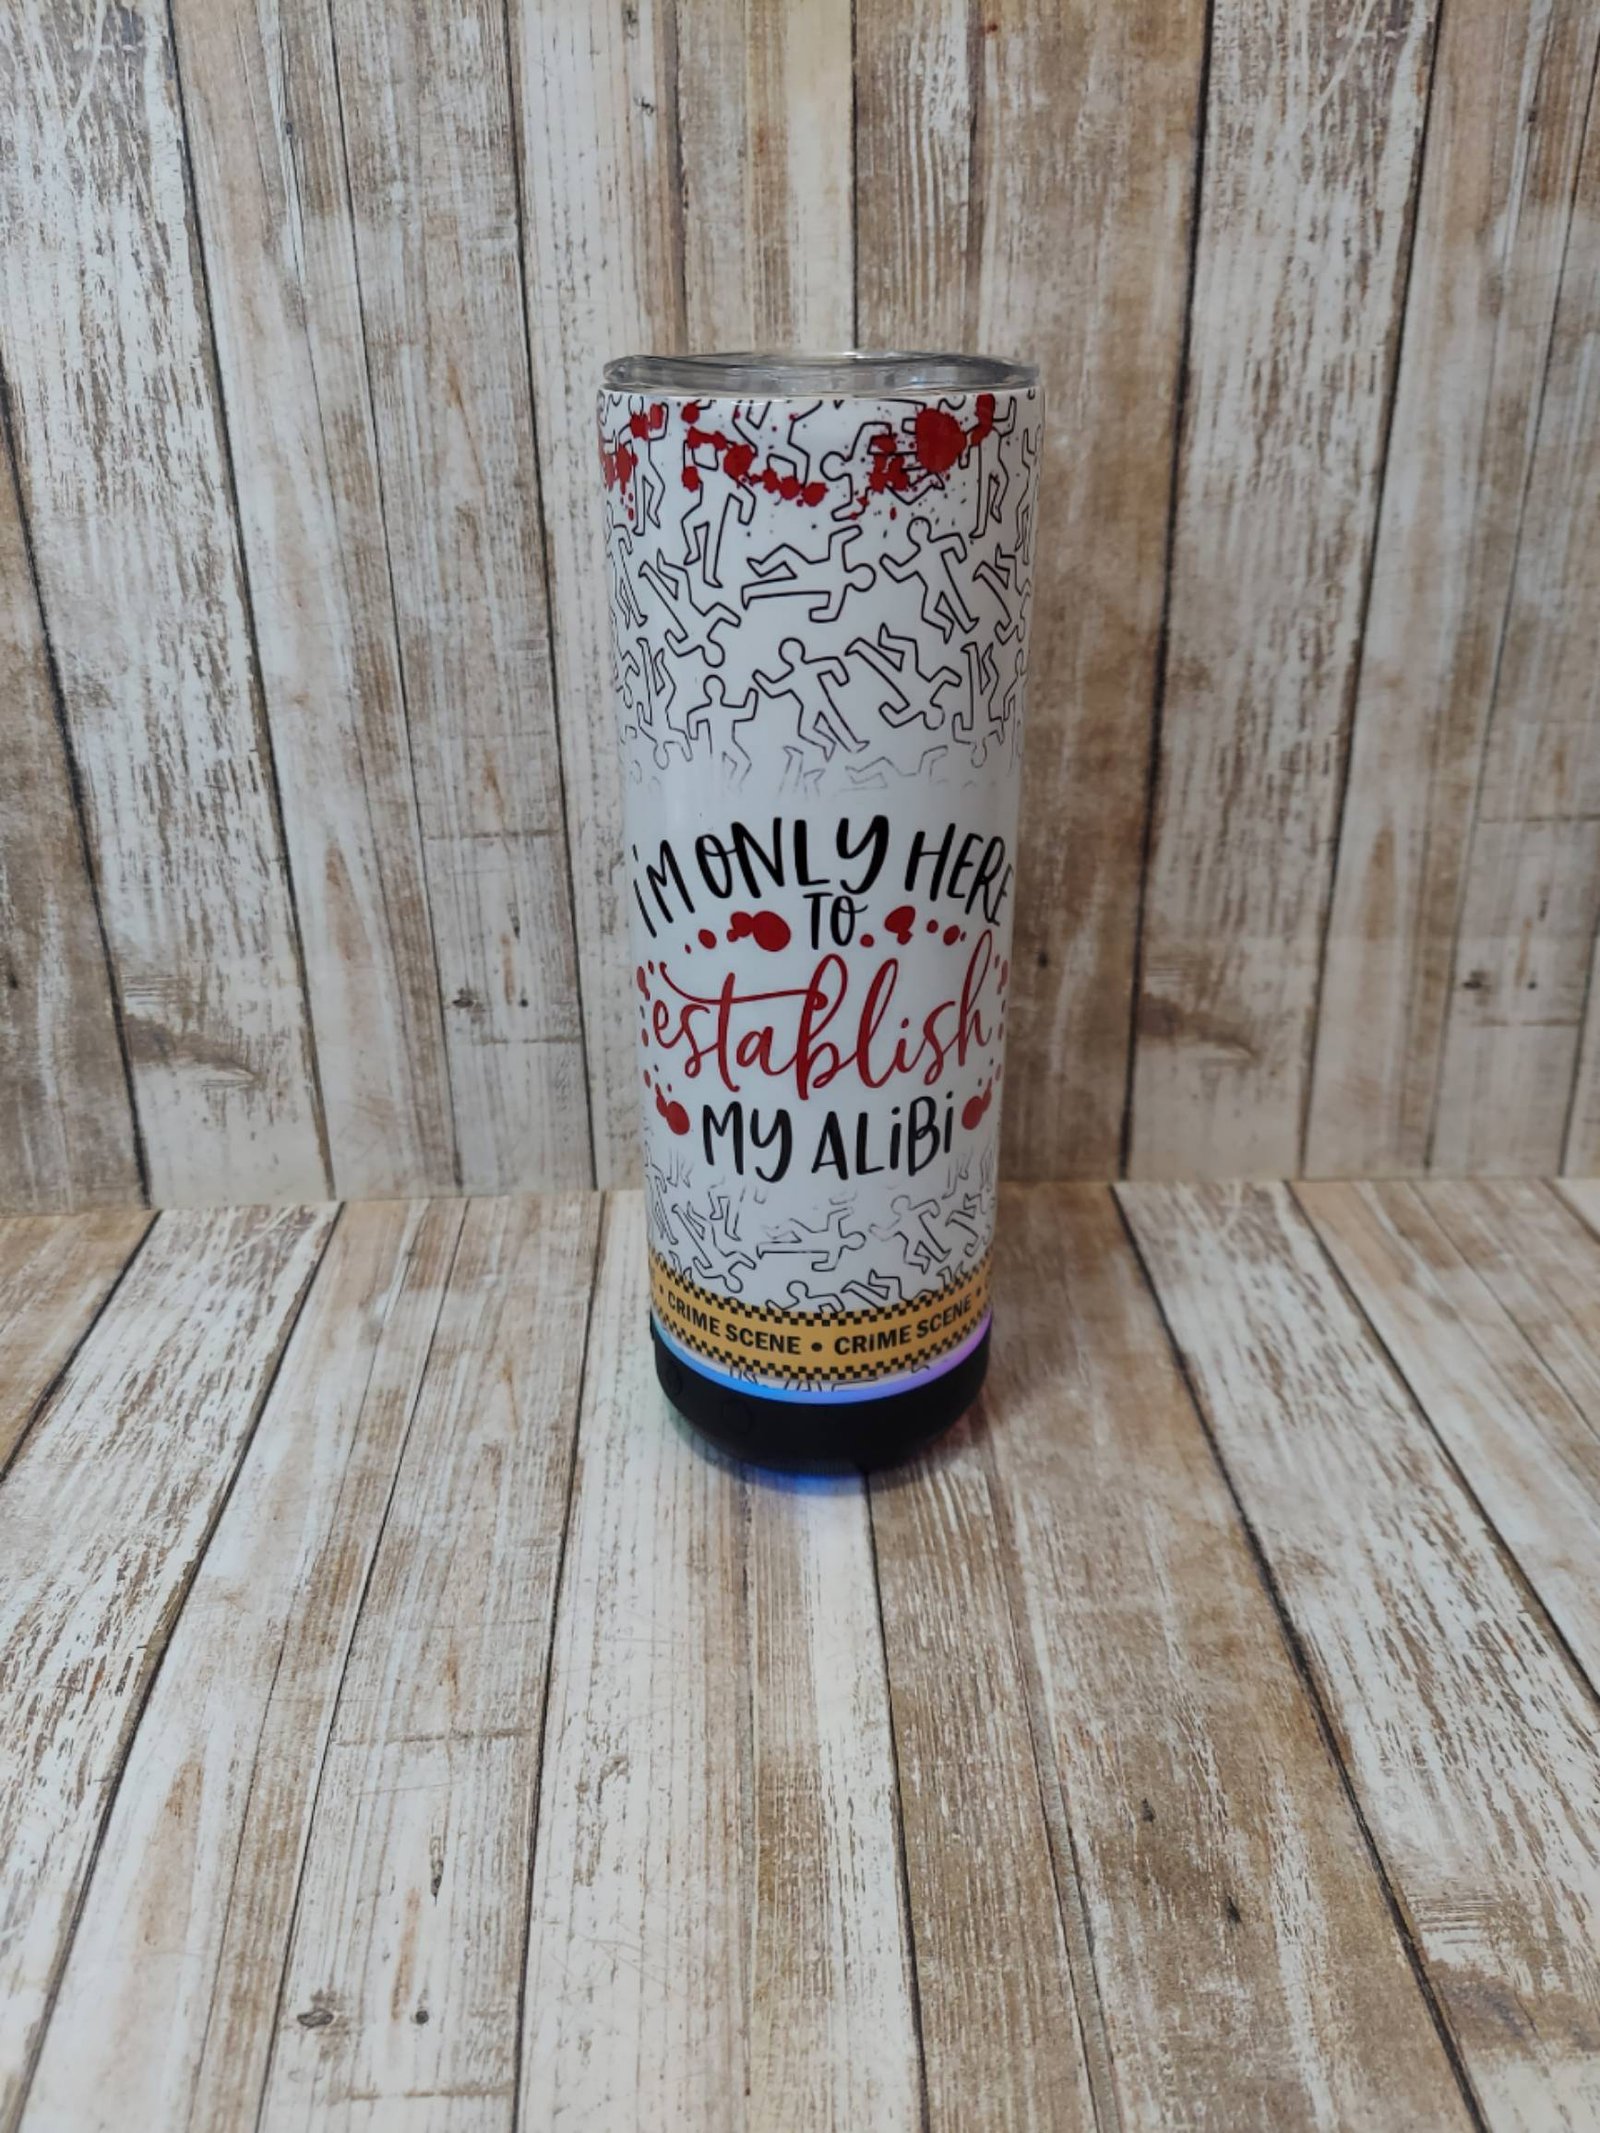 I'M ONLY HERE
TO
establish
MY ALiBi
CRIME SCENE • CRIME SCENE